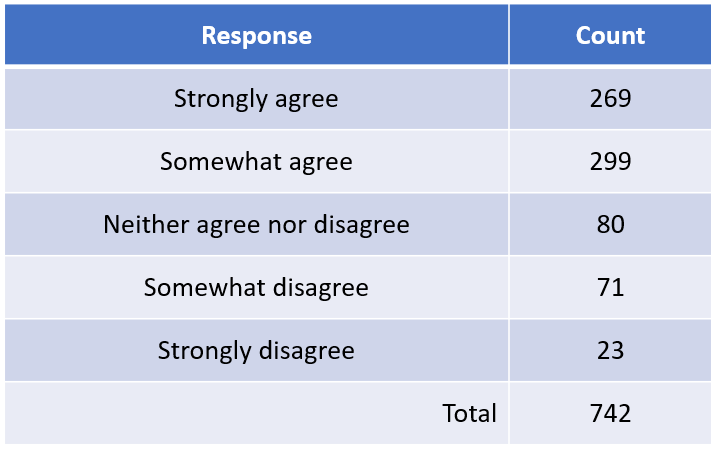 Response Count
Strongly agree 269
Somewhat agree 299
Neither agree nor disagree 80
Somewhat disagree 71
Strongly disagree 23
Total 742